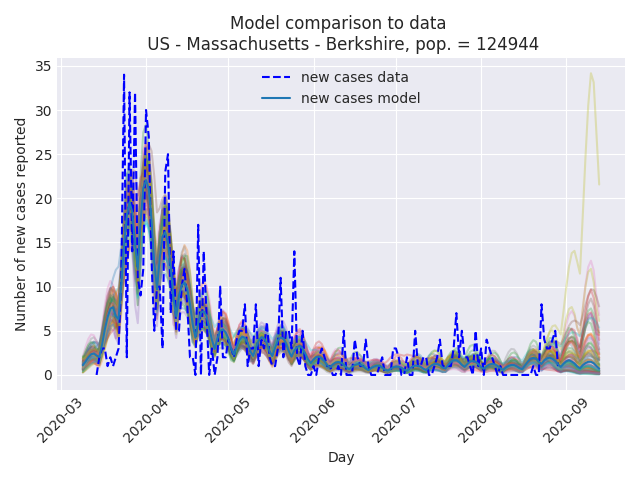 Model comparison to data
US - Massachusetts - Berkshire, pop. = 124944
new cases data
new cases model
Number of new cases reported
35
30
25
20
15
10
5
0
2020-03
2020-04
2020-05
2020-06
2020-07
2020-08
2020-09
Day